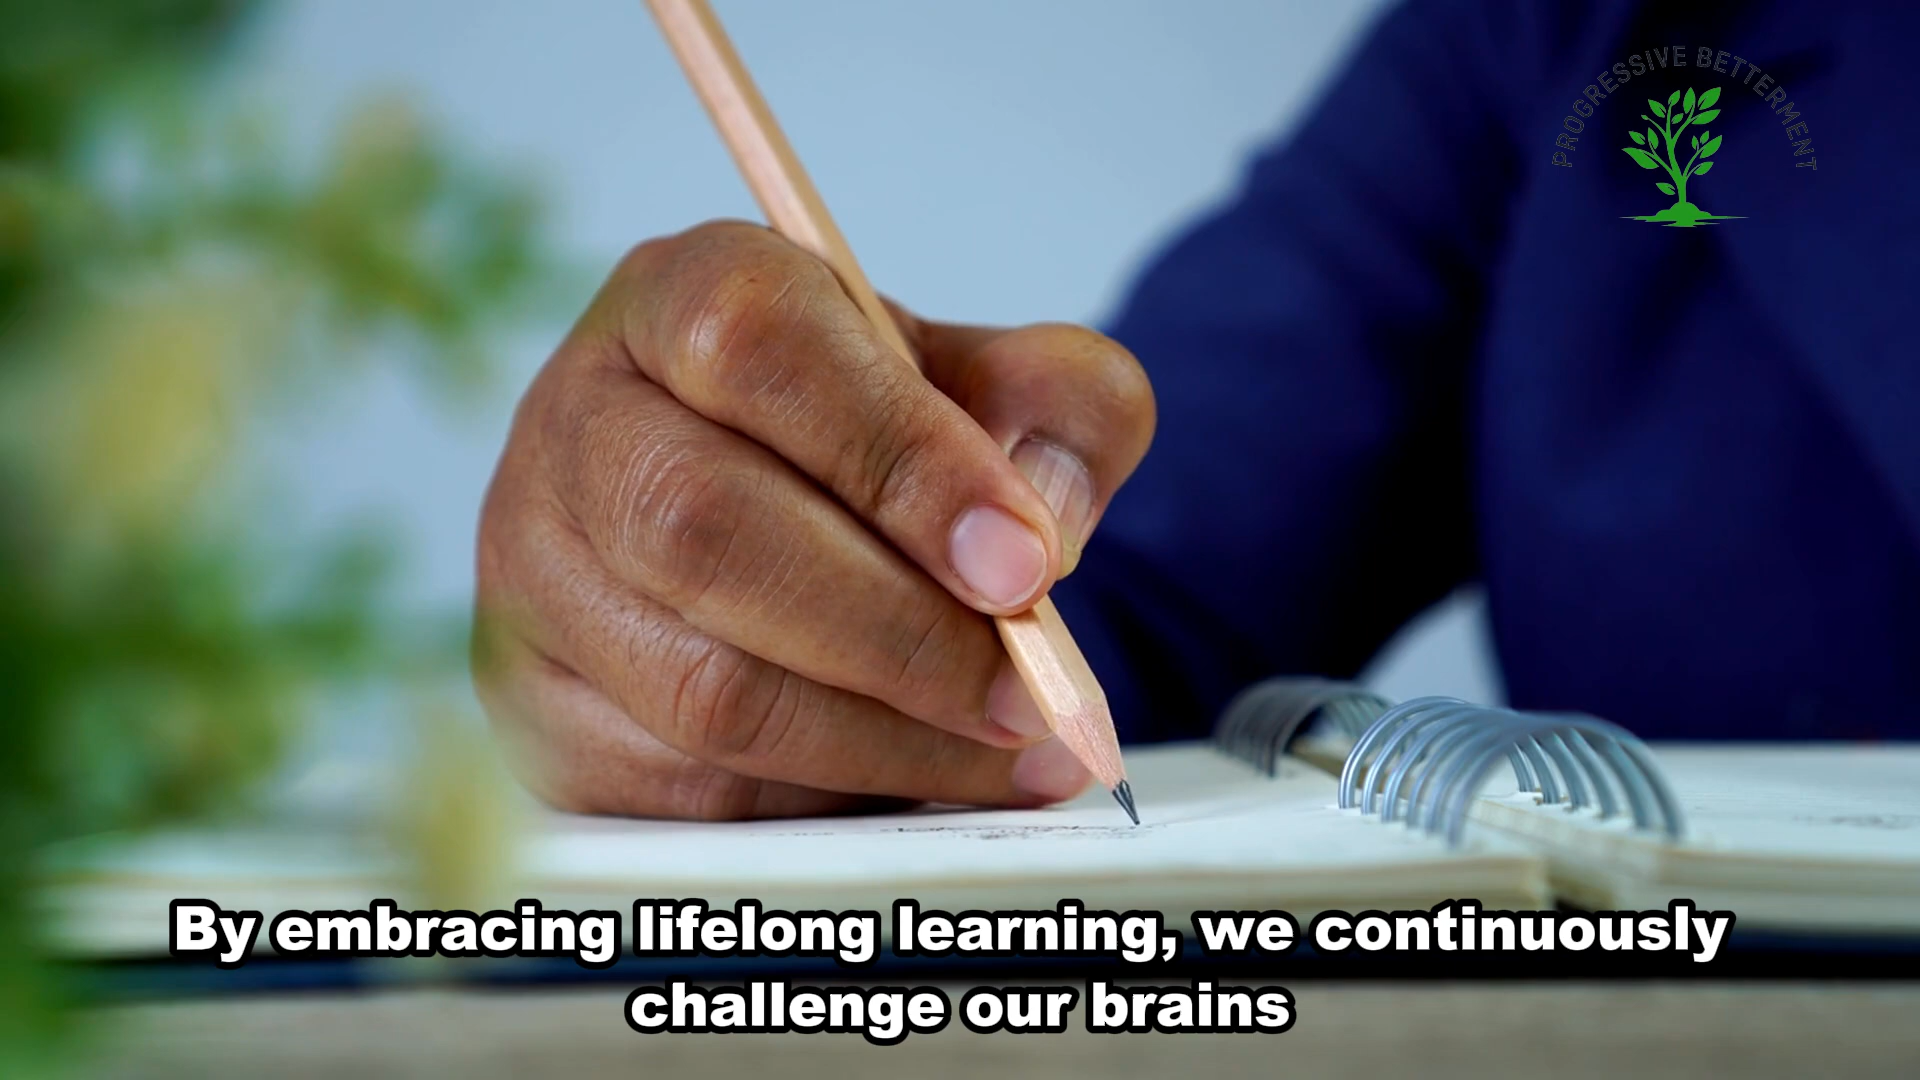 PROGRESSIVE BETTERMENT
By embracing lifelong learning, we continuously
challenge our brains